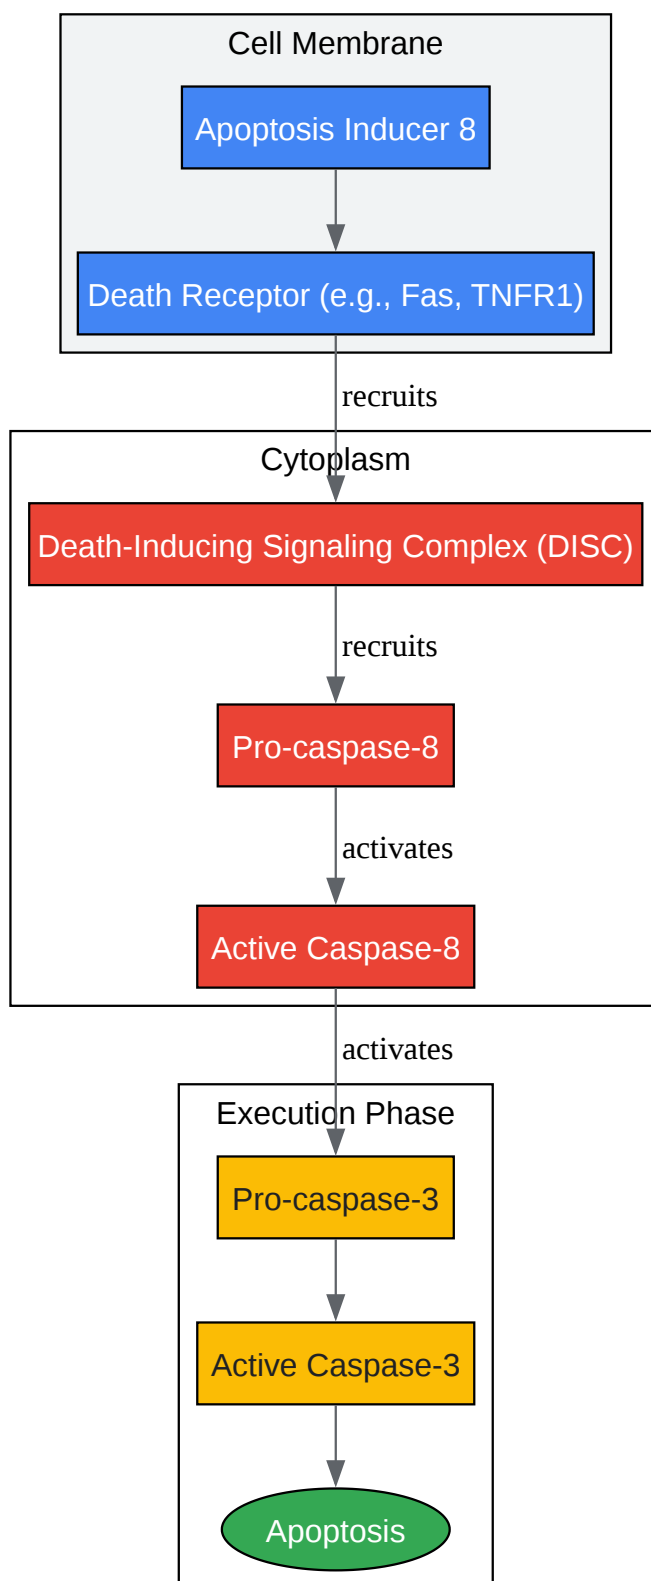 Cell Membrane
Apoptosis Inducer 8
Death Receptor (e.g., Fas, TNFR1)
recruits
Cytoplasm
Death-Inducing Signaling Complex (DISC)
recruits
Pro-caspase-8
activates
Active Caspase-8
activates
Execution Phase
Pro-caspase-3
Active Caspase-3
Apoptosis